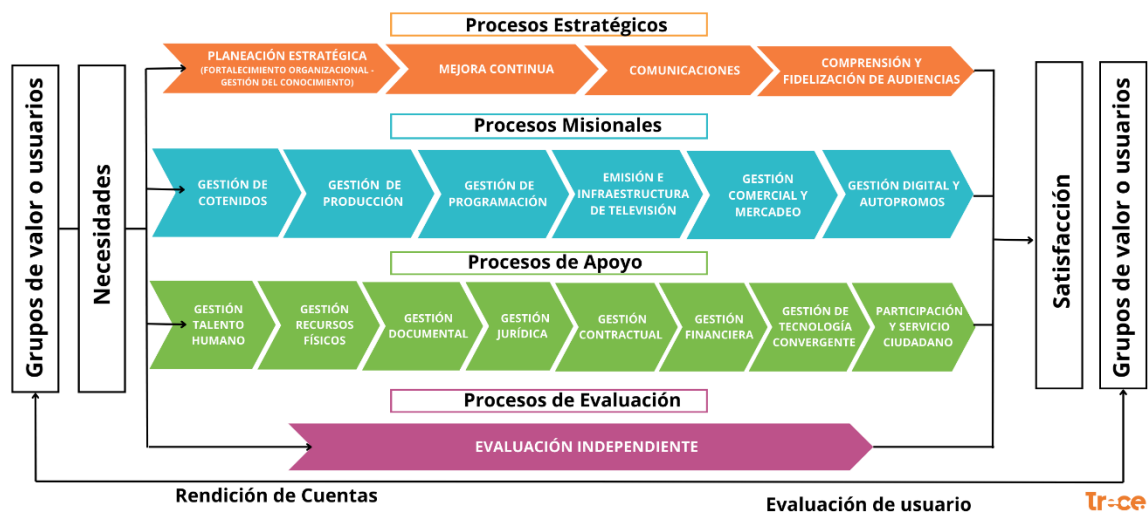 Procesos Estratégicos
PLANEACIÓN ESTRATÉGICA
(FORTALECIMIENTO ORGANIZACIONAL -
GESTIÓN DEL CONOCIMIENTO)
MEJORA CONTINUA
COMUNICACIONES
COMPRENSIÓN Y
FIDELIZACIÓN DE AUDIENCIAS
Grupos de valor o usuarios
Necesidades
Procesos Misionales
GESTIÓN DE
COTENIDOS
GESTIÓN DE
PRODUCCIÓN
GESTIÓN DE
PROGRAMACIÓN
EMISIÓN E
INFRAESTRUCTURA
DE TELEVISIÓN
GESTIÓN
COMERCIAL Y
MERCADEO
GESTIÓN DIGITAL Y
AUTOPROMOS
Procesos de Apoyo
GESTIÓN
TALENTO
HUMANO
GESTIÓN
RECURSOS
FÍSICOS
GESTIÓN
DOCUMENTAL
GESTIÓN
JURÍDICA
GESTIÓN
CONTRACTUAL
GESTIÓN
FINANCIERA
GESTIÓN DE
TECNOLOGÍA
CONVERGENTE
PARTICIPACIÓN
Y SERVICIO
CIUDADANO
Procesos de Evaluación
EVALUACIÓN INDEPENDIENTE
Satisfacción
Grupos de valor o usuarios
Rendición de Cuentas
Evaluación de usuario
Trece